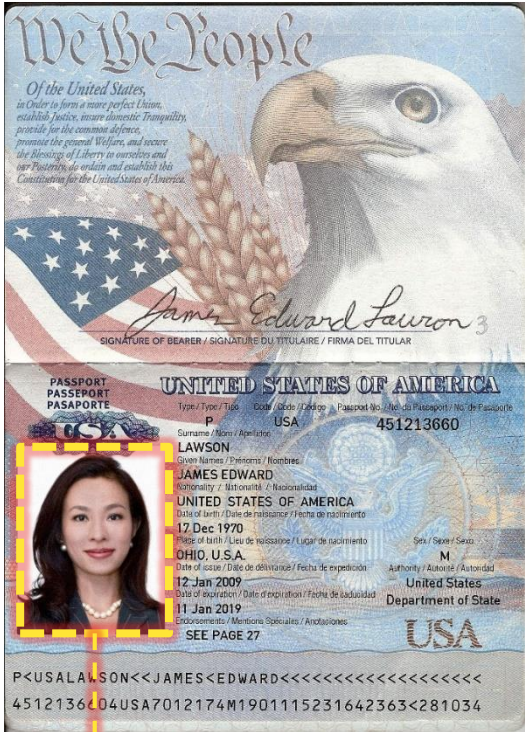 We the People
Of the United States,
in Order to form a more perfect Union,
establish Justice, insure domestic Tranquility,
provide for the common defence,
promote the general Welfare, and secure
the Blessings of Liberty to ourselves and
our Posterity, do ordain and establish this
Constitution for the United States of America.
James Edward Lawson
3
SIGNATURE OF BEARER / SIGNATURE DU TITULAIRE / FIRMA DEL TITULAR
PASSPORT
PASSEPORT
PASAPORTE
USA
UNITED STATES OF AMERICA
Type / Type / Tipo Code / Code / Código Passport No. / No. du Passeport / No. de Pasaporte
P USA 451213660
Surname / Nom / Apellidos
LAWSON
Given Names / Prénoms / Nombres
JAMES EDWARD
Nationality / Nationalité / Nacionalidad
UNITED STATES OF AMERICA
Date of birth / Date de naissance / Fecha de nacimiento
17 Dec 1970
Place of birth / Lieu de naissance / Lugar de nacimiento Sex / Sexe / Sexo
OHIO, U.S.A. M
Date of issue / Date de délivrance / Fecha de expedición Authority / Autorité / Autoridad
12 Jan 2009 United States
Date of expiration / Date d'expiration / Fecha de caducidad Department of State
11 Jan 2019
Endorsements / Mentions Spéciales / Anotaciones
SEE PAGE 27
USA
P<USALAWSON<<JAMES<EDWARD<<<<<<<<<<<<<<<<<<<
4512136604USA7012174M1901115231642363<281034